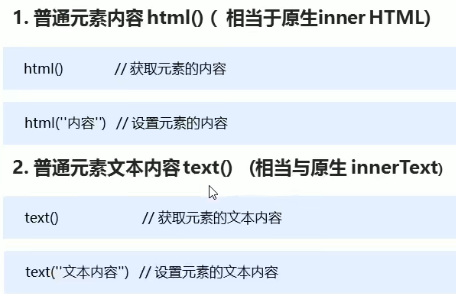 1. 普通元素内容 html() ( 相当于原生inner HTML)
html() // 获取元素的内容
html(''内容'') // 设置元素的内容
2. 普通元素文本内容 text() (相当与原生 innerText)
text() // 获取元素的文本内容
text(''文本内容'') // 设置元素的文本内容